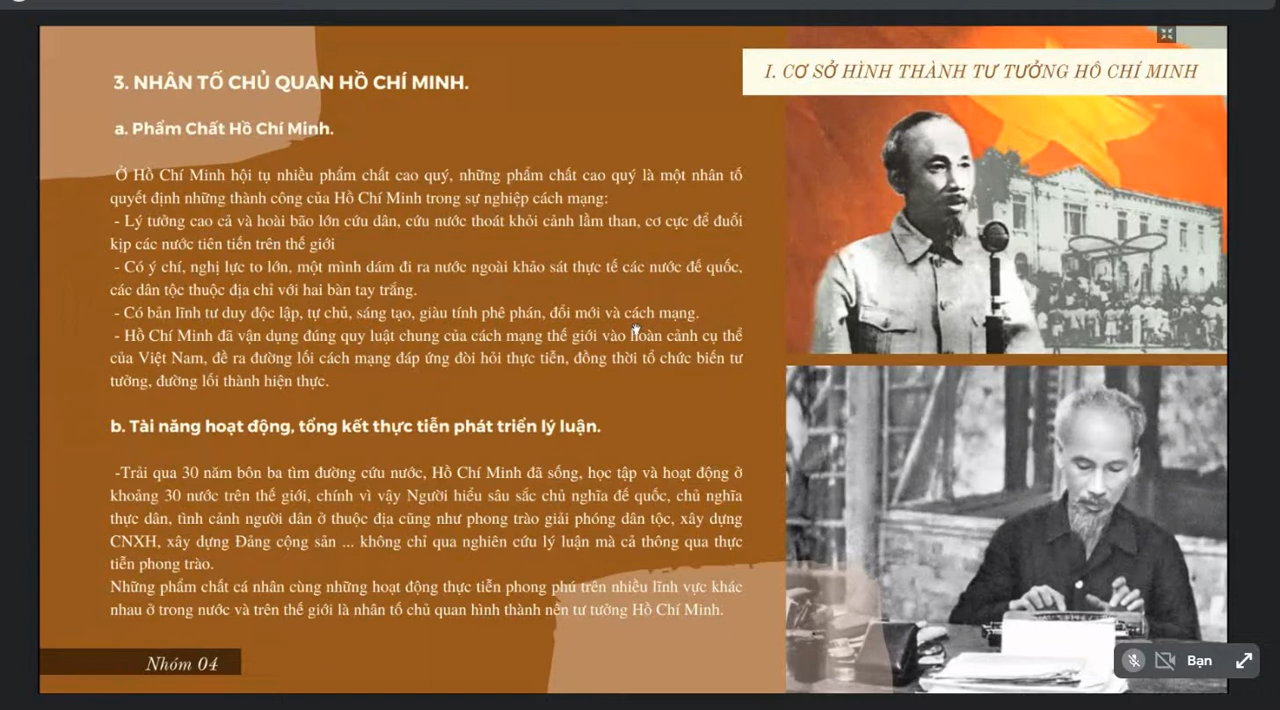 3. NHÂN TỐ CHỦ QUAN HỒ CHÍ MINH.
I. CƠ SỞ HÌNH THÀNH TƯ TƯỞNG HỒ CHÍ MINH
a. Phẩm Chất Hồ Chí Minh.
Ở Hồ Chí Minh hội tụ nhiều phẩm chất cao quý, những phẩm chất cao quý là một nhân tố
quyết định những thành công của Hồ Chí Minh trong sự nghiệp cách mạng:
- Lý tưởng cao cả và hoài bão lớn cứu dân, cứu nước thoát khỏi cảnh lầm than, cơ cực để đuổi
kịp các nước tiên tiến trên thế giới
- Có ý chí, nghị lực to lớn, một mình dám đi ra nước ngoài khảo sát thực tế các nước đế quốc,
các dân tộc thuộc địa chỉ với hai bàn tay trắng.
- Có bản lĩnh tư duy độc lập, tự chủ, sáng tạo, giàu tính phê phán, đổi mới và cách mạng.
- Hồ Chí Minh đã vận dụng đúng quy luật chung của cách mạng thế giới vào hoàn cảnh cụ thể
của Việt Nam, đề ra đường lối cách mạng đáp ứng đòi hỏi thực tiễn, đồng thời tổ chức biến tư
tưởng, đường lối thành hiện thực.
b. Tài năng hoạt động, tổng kết thực tiễn phát triển lý luận.
-Trải qua 30 năm bôn ba tìm đường cứu nước, Hồ Chí Minh đã sống, học tập và hoạt động ở
khoảng 30 nước trên thế giới, chính vì vậy Người hiểu sâu sắc chủ nghĩa đế quốc, chủ nghĩa
thực dân, tình cảnh người dân ở thuộc địa cũng như phong trào giải phóng dân tộc, xây dựng
CNXH, xây dựng Đảng cộng sản ... không chỉ qua nghiên cứu lý luận mà cả thông qua thực
tiễn phong trào.
Những phẩm chất cá nhân cùng những hoạt động thực tiễn phong phú trên nhiều lĩnh vực khác
nhau ở trong nước và trên thế giới là nhân tố chủ quan hình thành nên tư tưởng Hồ Chí Minh.
Nhóm 04
Bạn